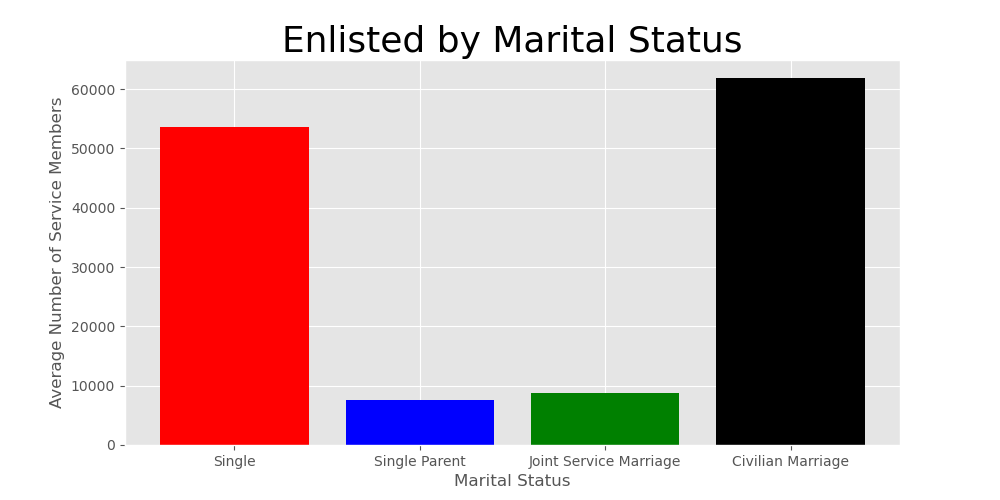 Enlisted by Marital Status
Average Number of Service Members
60000
50000
40000
30000
20000
10000
0
Single
Single Parent
Joint Service Marriage
Civilian Marriage
Marital Status